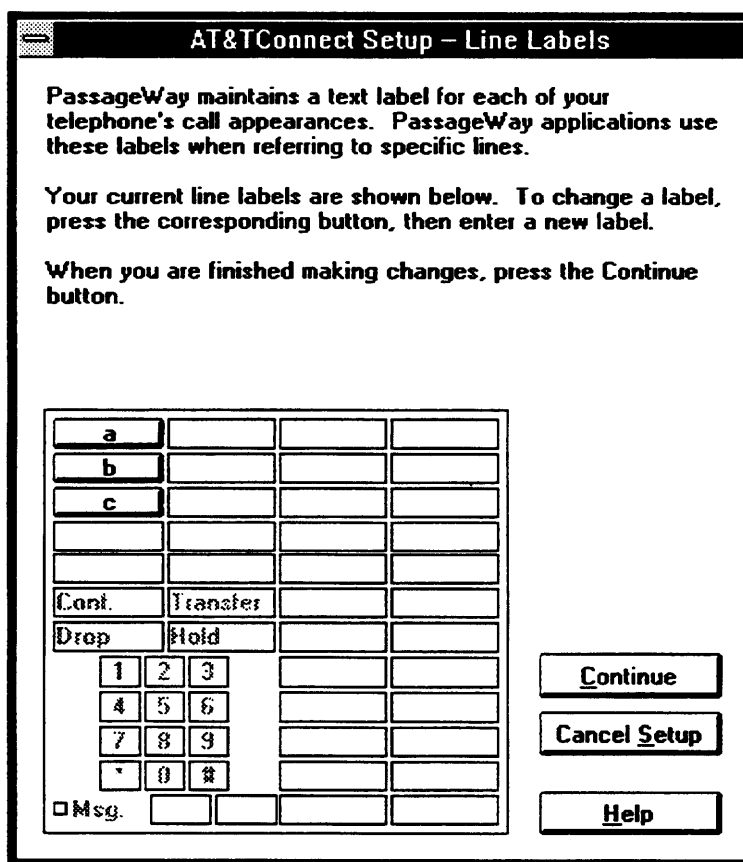 AT&TConnect Setup – Line Labels
PassageWay maintains a text label for each of your
telephone's call appearances. PassageWay applications use
these labels when referring to specific lines.
Your current line labels are shown below. To change a label,
press the corresponding button, then enter a new label.
When you are finished making changes, press the Continue
button.
a
b
c
Conf. Transfer
Drop Hold
1 2 3
4 5 6
7 8 9
* 0 #
Msg.
Continue
Cancel Setup
Help